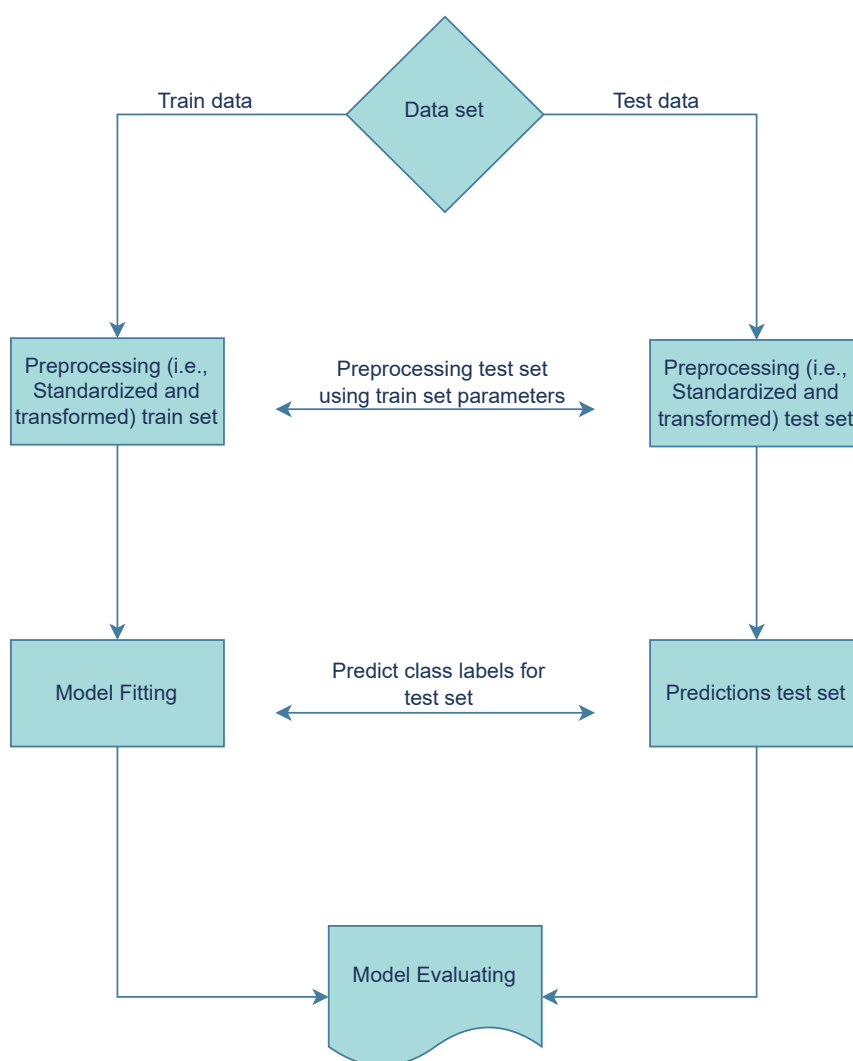 Train data
Data set
Test data
Preprocessing (i.e.,
Standardized and
transformed) train set
Preprocessing test set
using train set parameters
Preprocessing (i.e.,
Standardized and
transformed) test set
Model Fitting
Predict class labels for
test set
Predictions test set
Model Evaluating